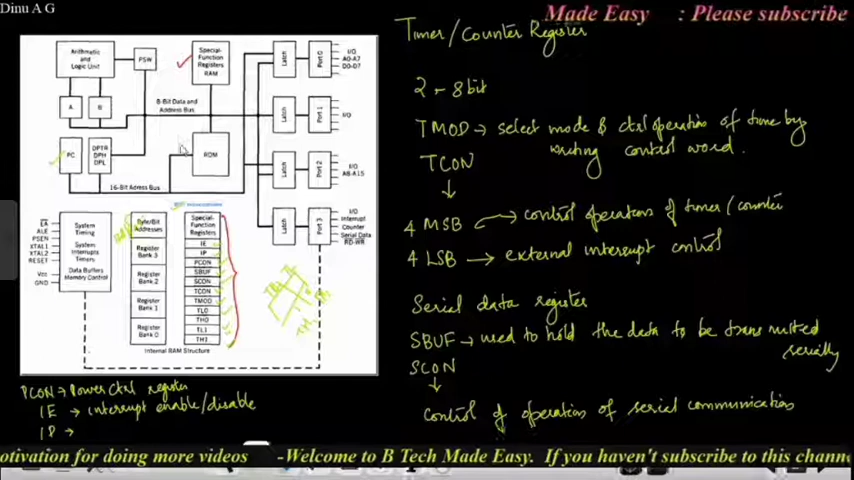 Dinu A G
Made Easy : Please subscribe
Arithmetic and Logic Unit
PSW
Special-Function Registers RAM
Latch
Port 0
I/O
A0-A7
D0-D7
A
B
8-Bit Data and Address Bus
Latch
Port 1
I/O
PC
DPTR
DPH
DPL
ROM
Latch
Port 2
I/O
A8-A15
16-Bit Adress Bus
EA
ALE
PSEN
XTAL1
XTAL2
RESET
Vcc
GND
System Timing
System Interrupts Timers
Data Buffers
Memory Control
Byte/Bit Addresses
Register Bank 3
Register Bank 2
Register Bank 1
Register Bank 0
Special-Function Registers
IE
IP
PCON
SBUF
SCON
TCON
TMOD
TL0
TH0
TL1
TH1
Internal RAM Structure
Latch
Port 3
I/O
Interrupt
Counter
Serial Data
RD-WR
TH1
PCON → Power Ctrl register
IE → interrupt enable/disable
IP →
Timer/Counter Register
2 - 8bit
TMOD → select mode & ctrl operation of time by
writing control word.
TCON
↓
4 MSB → control operations of timer/counter
4 LSB → external interrupt control
Serial data register
SBUF → used to hold the data to be transmitted
serially
SCON
↓
control of operation of serial communication
otivation for doing more videos -Welcome to B Tech Made Easy. If you haven't subscribe to this chann